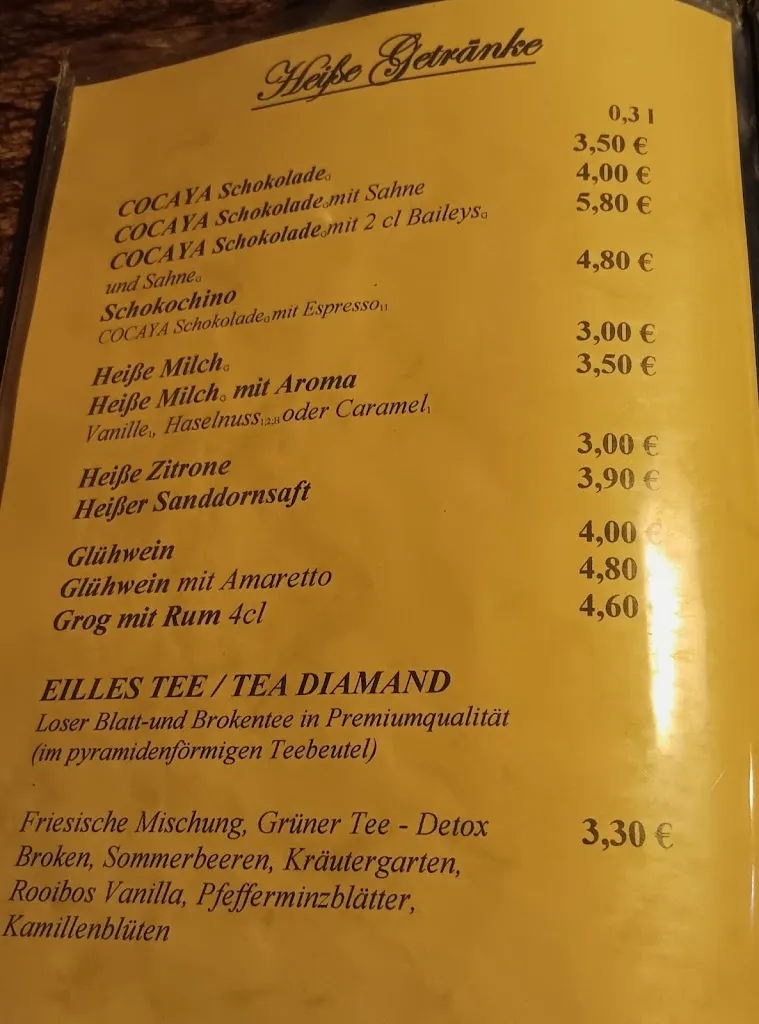 Heiße Getränke
0,3 l
COCAYA Schokolade G 3,50 €
COCAYA Schokolade G mit Sahne 4,00 €
COCAYA Schokolade G mit 2 cl Baileys G 5,80 €
und Sahne G
Schokochino 4,80 €
COCAYA Schokolade G mit Espresso 11
Heiße Milch G 3,00 €
Heiße Milch G mit Aroma 3,50 €
Vanille 1, Haselnuss oder Caramel 1
Heiße Zitrone 3,00 €
Heißer Sanddornsaft 3,90 €
Glühwein 4,00 €
Glühwein mit Amaretto 4,80
Grog mit Rum 4cl 4,60
EILLES TEE / TEA DIAMAND
Loser Blatt-und Brokentee in Premiumqualität
(im pyramidenförmigen Teebeutel)
Friesische Mischung, Grüner Tee - Detox 3,30 €
Broken, Sommerbeeren, Kräutergarten,
Rooibos Vanilla, Pfefferminzblätter,
Kamillenblüten